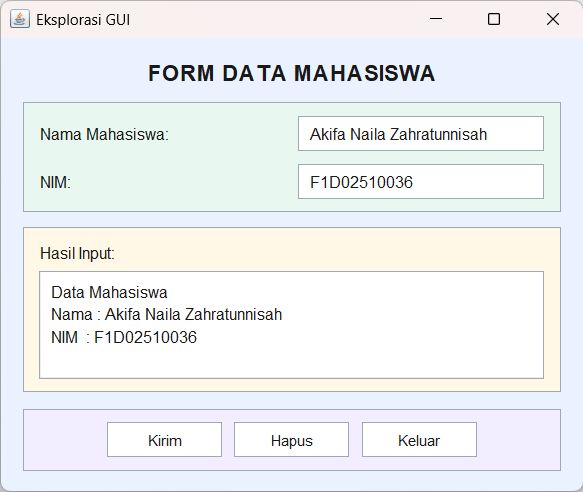 Eksplorasi GUI
FORM DATA MAHASISWA
Nama Mahasiswa: Akifa Naila Zahratunnisah
NIM: F1D02510036
Hasil Input:
Data Mahasiswa
Nama : Akifa Naila Zahratunnisah
NIM  : F1D02510036
Kirim Hapus Keluar